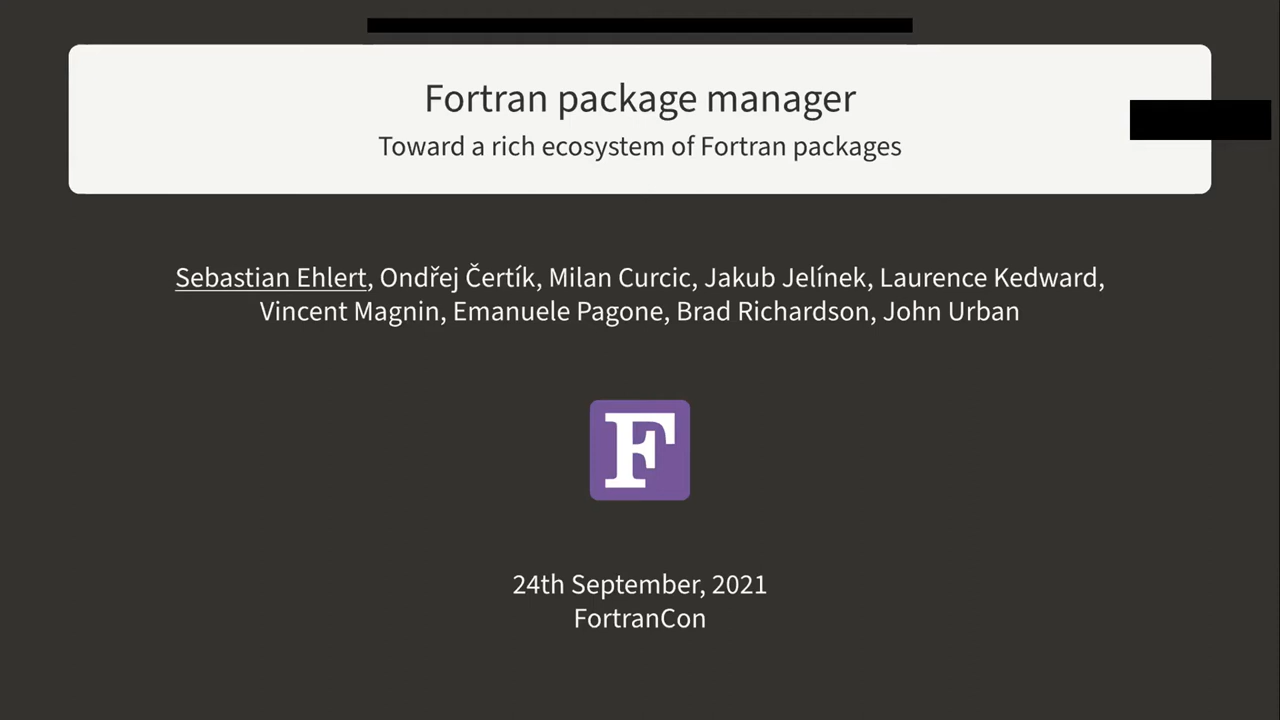 Fortran package manager
Toward a rich ecosystem of Fortran packages
Sebastian Ehlert, Ondřej Čertík, Milan Curcic, Jakub Jelínek, Laurence Kedward,
Vincent Magnin, Emanuele Pagone, Brad Richardson, John Urban
F
24th September, 2021
FortranCon